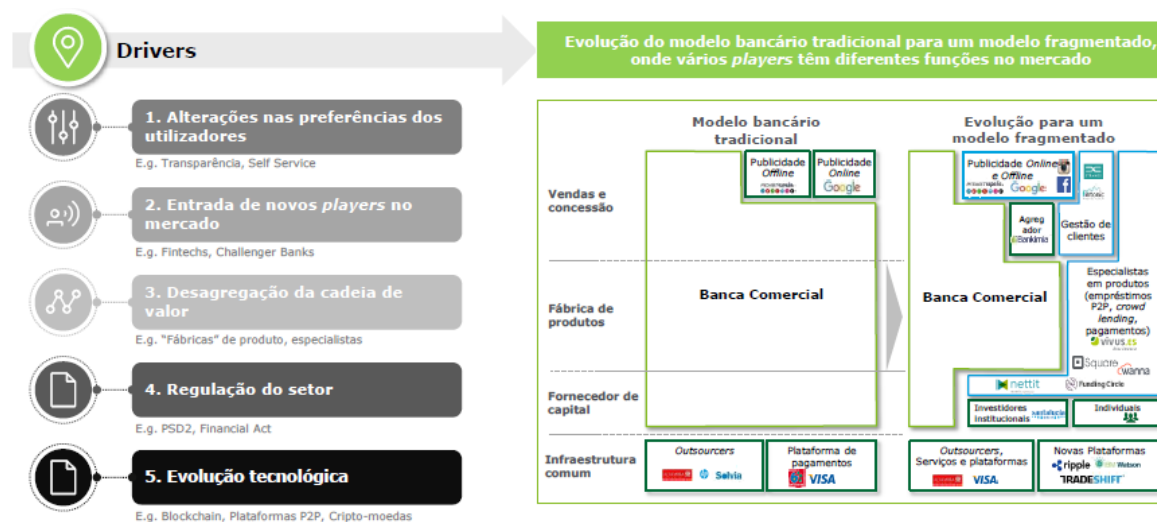 Drivers
Evolução do modelo bancário tradicional para um modelo fragmentado,
onde vários players têm diferentes funções no mercado
1. Alterações nas preferências dos
utilizadores
E.g. Transparência, Self Service
2. Entrada de novos players no
mercado
E.g. Fintechs, Challenger Banks
3. Desagregação da cadeia de
valor
E.g. "Fábricas" de produto, especialistas
4. Regulação do setor
E.g. PSD2, Financial Act
5. Evolução tecnológica
E.g. Blockchain, Plataformas P2P, Cripto-moedas
Modelo bancário
tradicional
Evolução para um
modelo fragmentado
Vendas e
concessão
Publicidade
Offline
Publicidade
Online
Google
Publicidade Online
e Offline
Google
Agreg
ador
Bankimia
Gestão de
clientes
Fábrica de
produtos
Banca Comercial
Banca Comercial
Especialistas
em produtos
(empréstimos
P2P, crowd
lending,
pagamentos)
vivus.es
Square
wanna
Fornecedor de
capital
nettit
Funding Circle
Investidores
institucionais
Individuais
Infraestrutura
comum
Outsourcers
Selvia
Plataforma de
pagamentos
VISA
Outsourcers,
Serviços e plataformas
VISA
Novas Plataformas
ripple
Watson
TRADESHIFT